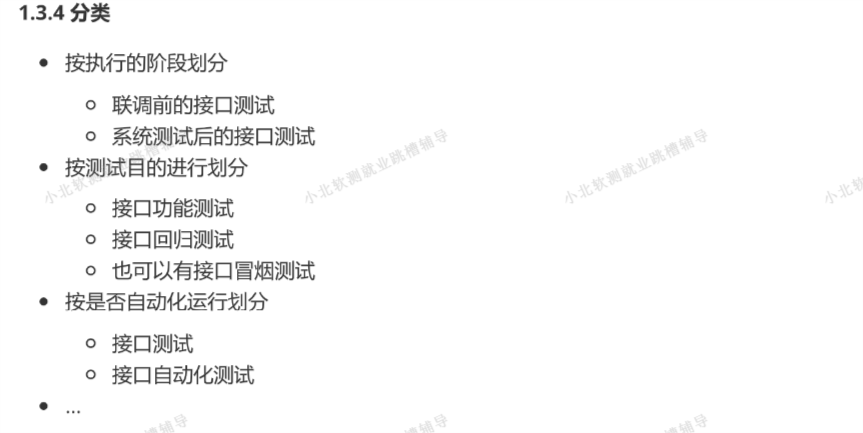 1.3.4 分类
按执行的阶段划分
联调前的接口测试
系统测试后的接口测试
按测试目的进行划分
接口功能测试
接口回归测试
也可以有接口冒烟测试
按是否自动化运行划分
接口测试
接口自动化测试
...
小北软测就业跳槽辅导
小北软测就业跳槽辅导
小北软测就业跳槽辅导